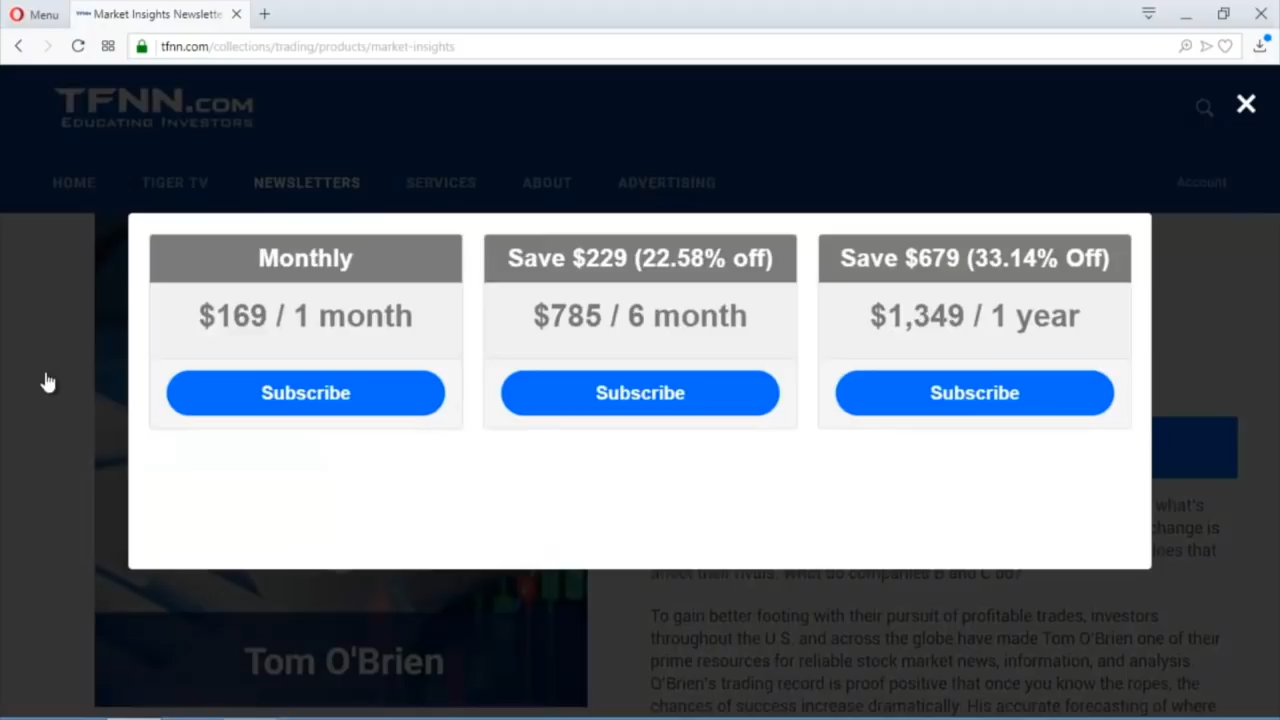 Menu
TFNN Market Insights Newslette
tfnn.com/collections/trading/products/market-insights
TFNN.COM
EDUCATING INVESTORS
HOME TIGER TV NEWSLETTERS SERVICES ABOUT ADVERTISING Account
Monthly
$169 / 1 month
Subscribe
Save $229 (22.58% off)
$785 / 6 month
Subscribe
Save $679 (33.14% Off)
$1,349 / 1 year
Subscribe
what's
change is
that
To gain better footing with their pursuit of profitable trades, investors
throughout the U.S. and across the globe have made Tom O'Brien one of their
prime resources for reliable stock market news, information, and analysis.
O'Brien's trading record is proof positive that once you know the ropes, the
chances of success increase dramatically. His accurate forecasting of where
Tom O'Brien